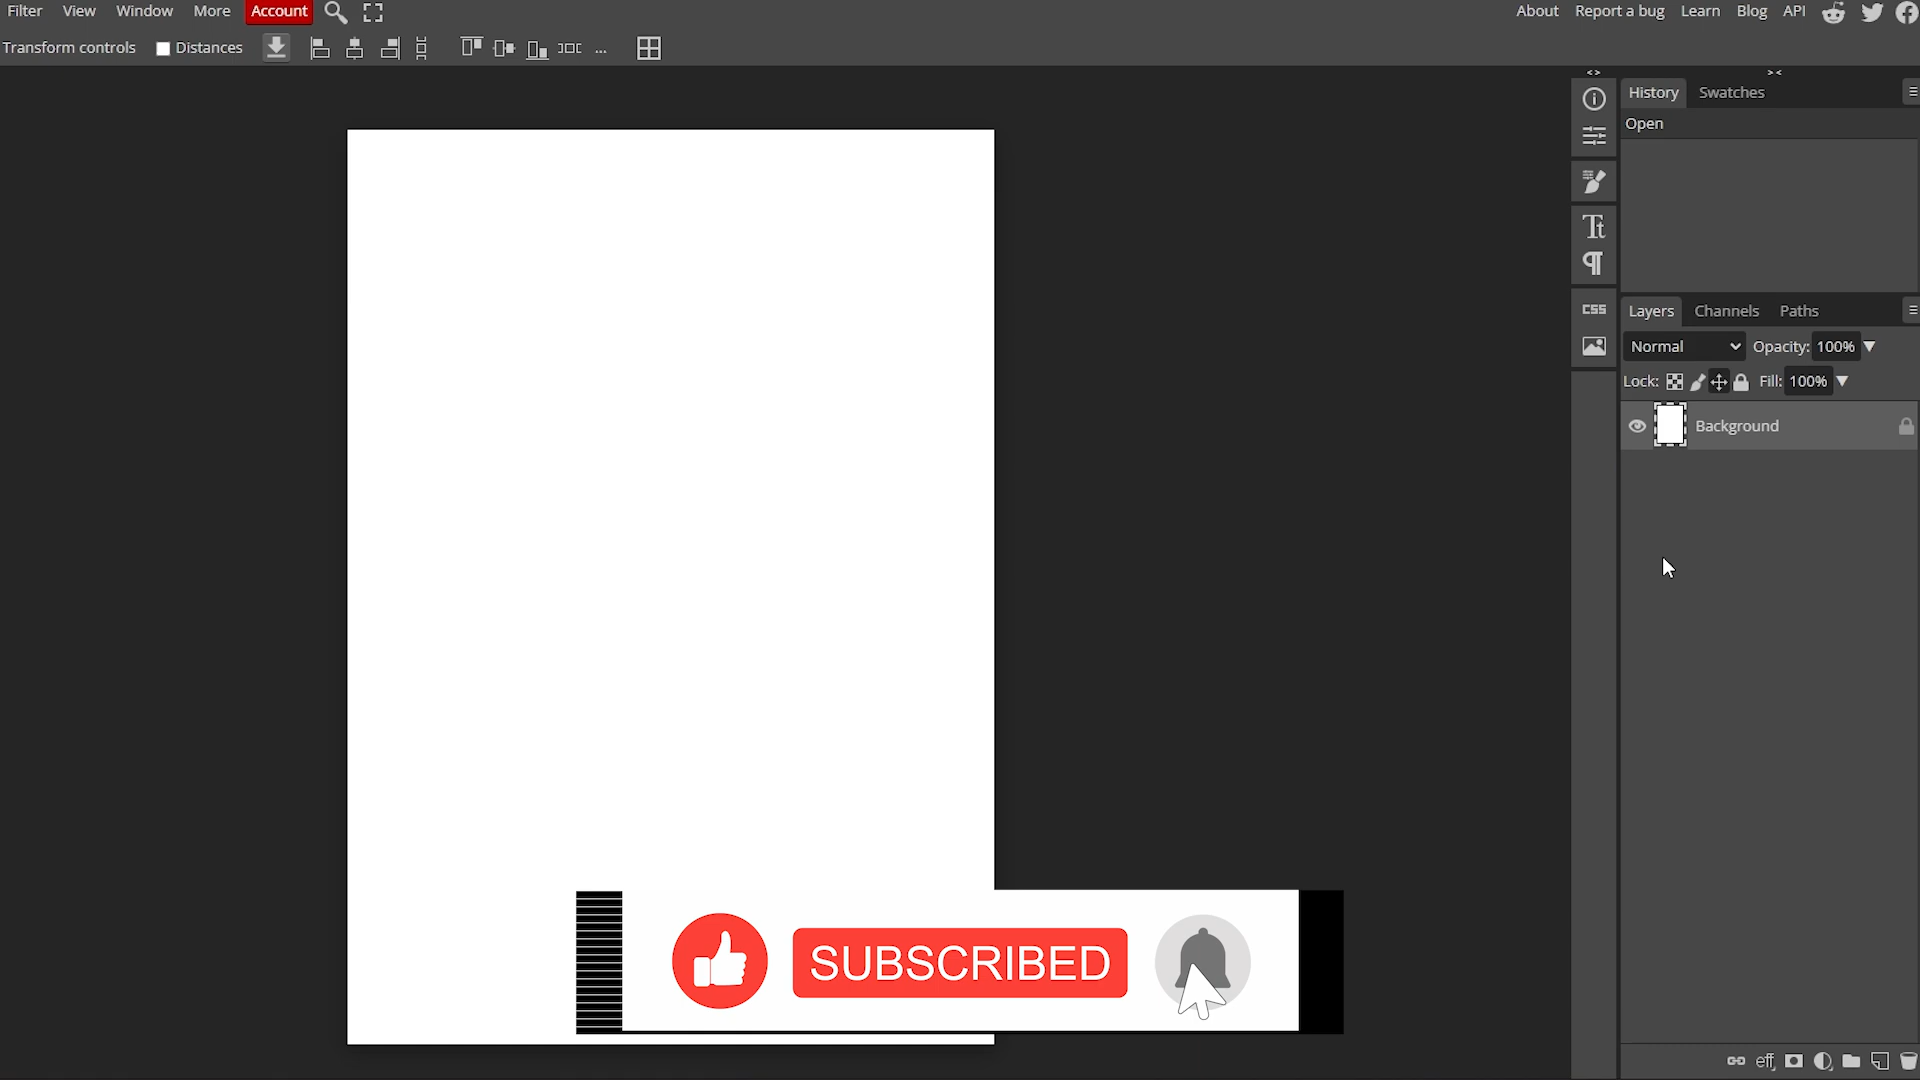 Filter View Window More Account About Report a bug Learn Blog API
Transform controls Distances ...
History Swatches
Open
CSS
Layers Channels Paths
Normal Opacity: 100%
Lock: Fill: 100%
Background
SUBSCRIBED
eff